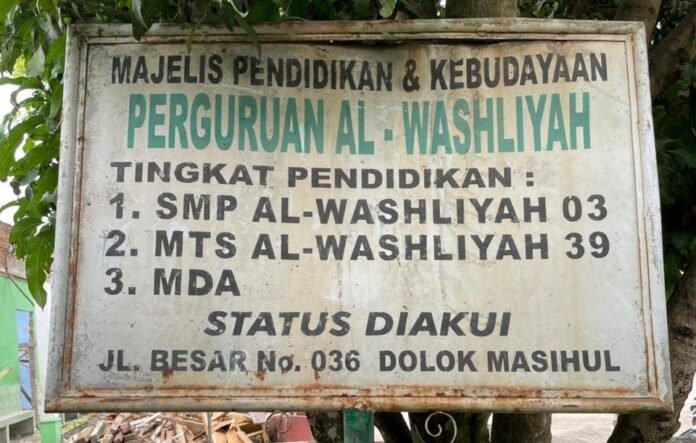 MAJELIS PENDIDIKAN & KEBUDAYAAN
PERGURUAN AL - WASHLIYAH
TINGKAT PENDIDIKAN :
1. SMP AL-WASHLIYAH 03
2. MTS AL-WASHLIYAH 39
3. MDA
STATUS DIAKUI
JL. BESAR No. 036 DOLOK MASIHUL